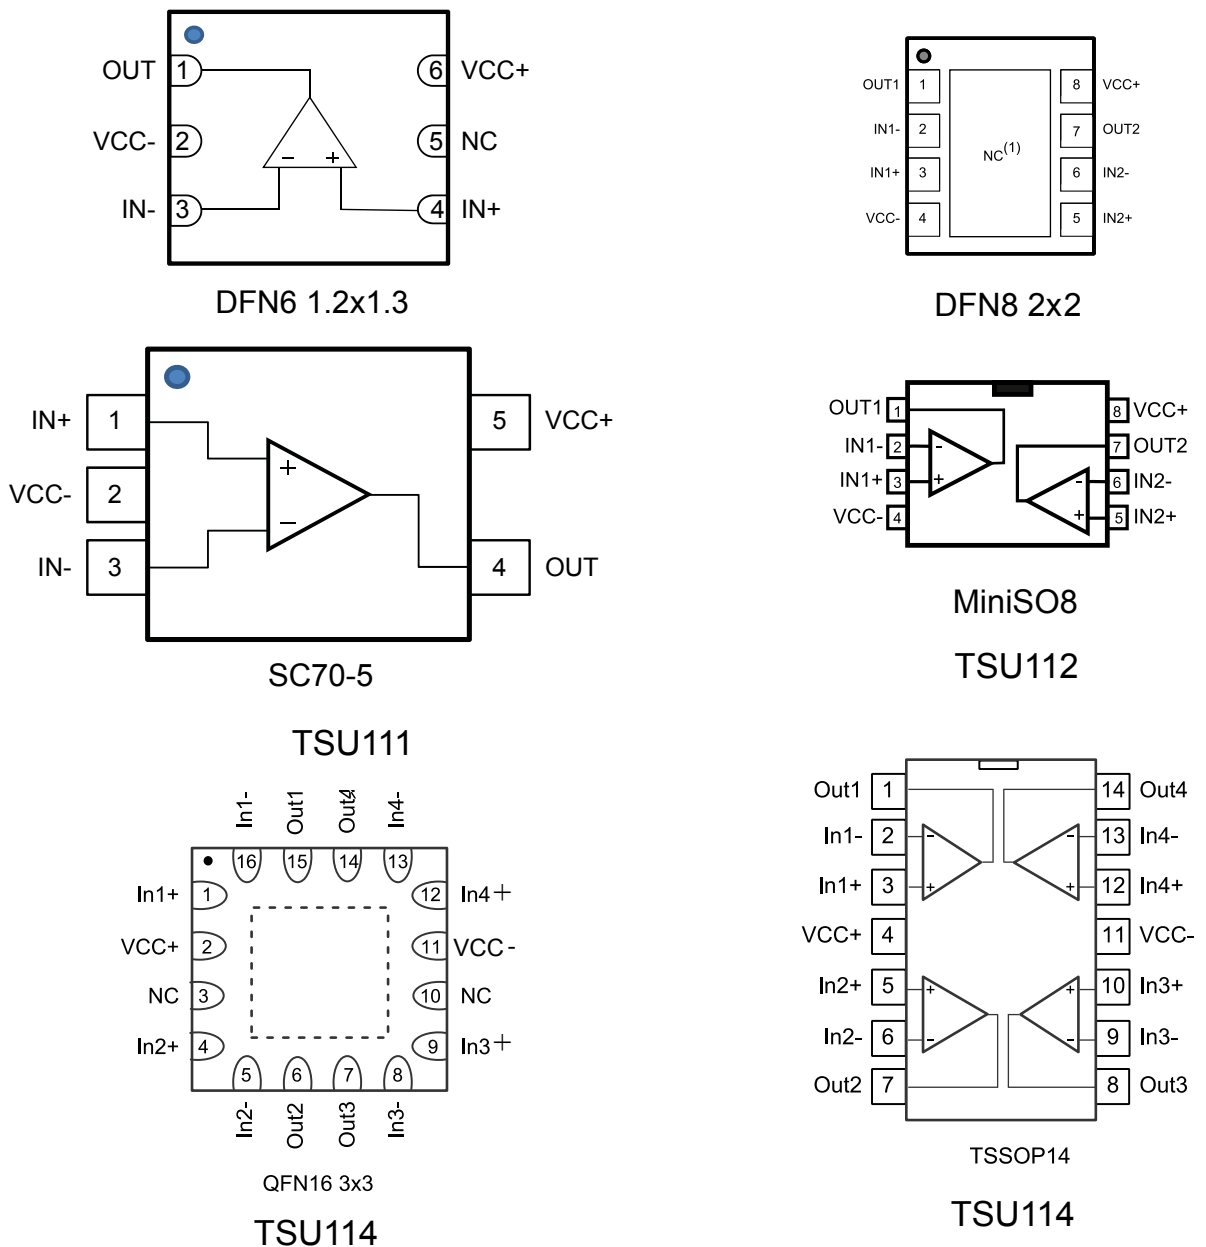 OUT 1 6 VCC+
VCC- 2 5 NC
- +
IN- 3 4 IN+
DFN6 1.2x1.3
OUT1 1 8 VCC+
IN1- 2 7 OUT2
NC(1)
IN1+ 3 6 IN2-
VCC- 4 5 IN2+
DFN8 2x2
IN+ 1 5 VCC+
+
VCC- 2
-
IN- 3 4 OUT
SC70-5
TSU111
OUT1 1 8 VCC+
IN1- 2 - 7 OUT2
IN1+ 3 + - 6 IN2-
VCC- 4 + 5 IN2+
MiniSO8
TSU112
In1- Out1 Out4 In4-
16 15 14 13
In1+ 1 12 In4+
VCC+ 2 11 VCC-
NC 3 10 NC
In2+ 4 9 In3+
5 6 7 8
In2- Out2 Out3 In3-
QFN16 3x3
TSU114
Out1 1 14 Out4
In1- 2 - - 13 In4-
In1+ 3 + + 12 In4+
VCC+ 4 11 VCC-
In2+ 5 + + 10 In3+
In2- 6 - - 9 In3-
Out2 7 8 Out3
TSSOP14
TSU114